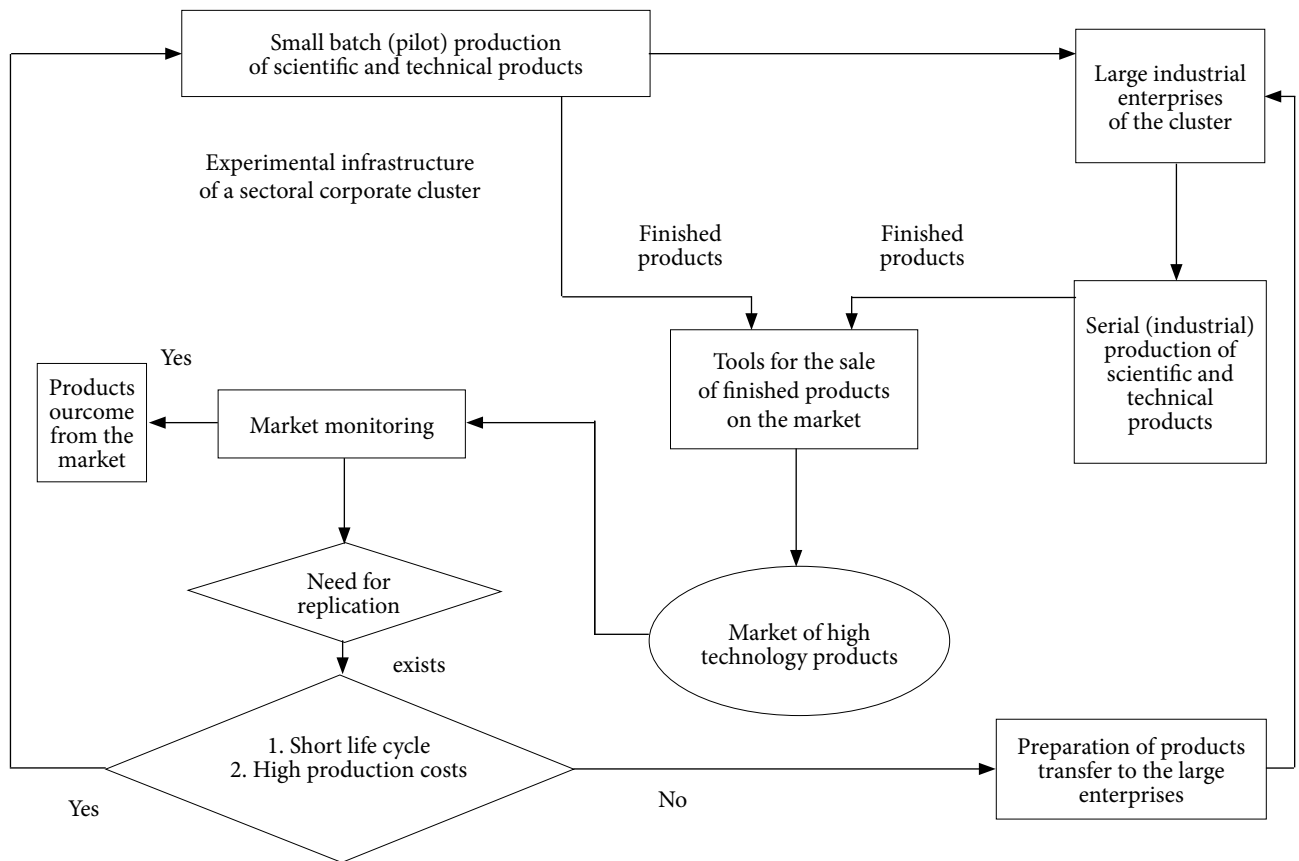 Small batch (pilot) production
of scientific and technical products
Large industrial
enterprises
of the cluster
Experimental infrastructure
of a sectoral corporate cluster
Finished
products
Finished
products
Serial (industrial)
production of
scientific and
technical
products
Tools for the sale
of finished products
on the market
Yes
Products
ourcome
from the
market
Market monitoring
Need for
replication
Market of high
technology products
exists
1. Short life cycle
2. High production costs
Preparation of products
transfer to the large
enterprises
Yes
No